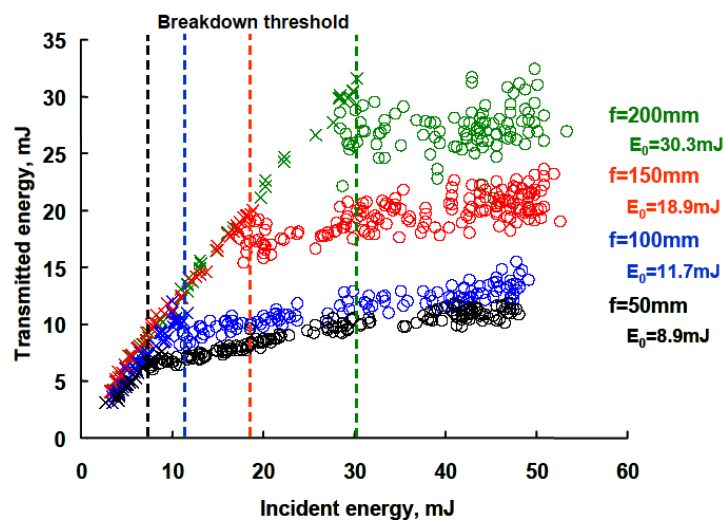 Breakdown threshold
35
30
25
20
15
10
5
0
Transmitted energy, mJ
0 10 20 30 40 50 60
Incident energy, mJ
f=200mm
E₀=30.3mJ
f=150mm
E₀=18.9mJ
f=100mm
E₀=11.7mJ
f=50mm
E₀=8.9mJ